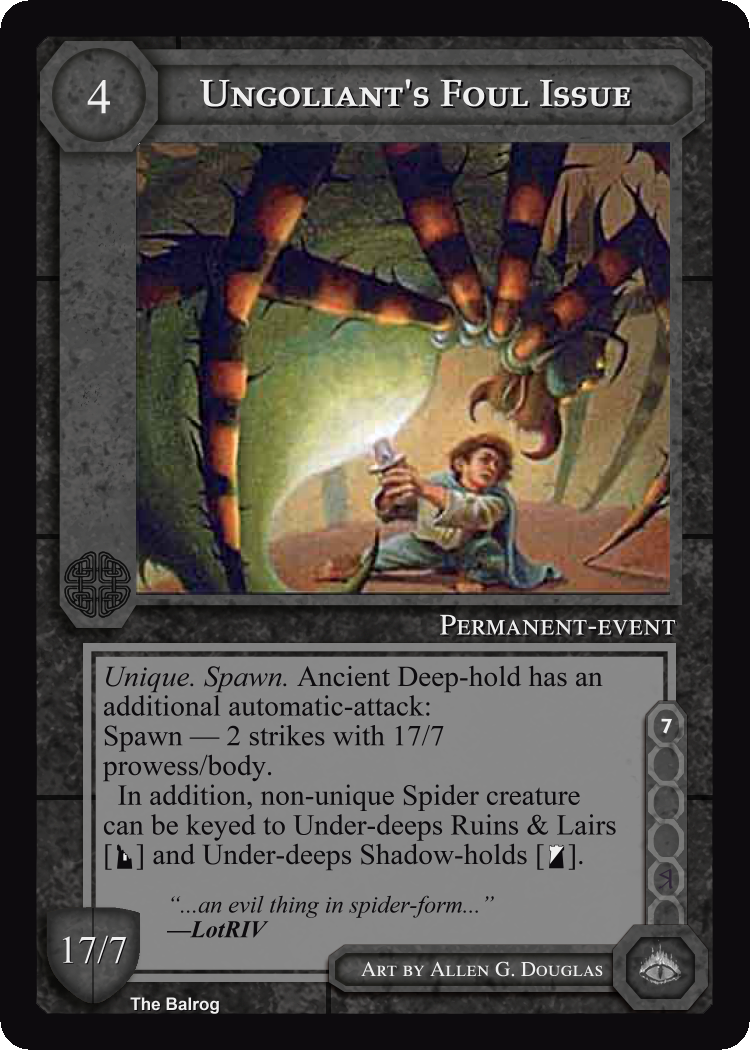 4
Ungoliant's Foul Issue
Permanent-event
Unique. Spawn. Ancient Deep-hold has an
additional automatic-attack:
Spawn — 2 strikes with 17/7
prowess/body.
In addition, non-unique Spider creature
can be keyed to Under-deeps Ruins & Lairs
[ ] and Under-deeps Shadow-holds [ ].
7
"...an evil thing in spider-form..."
—LotRIV
17/7
Art by Allen G. Douglas
The Balrog